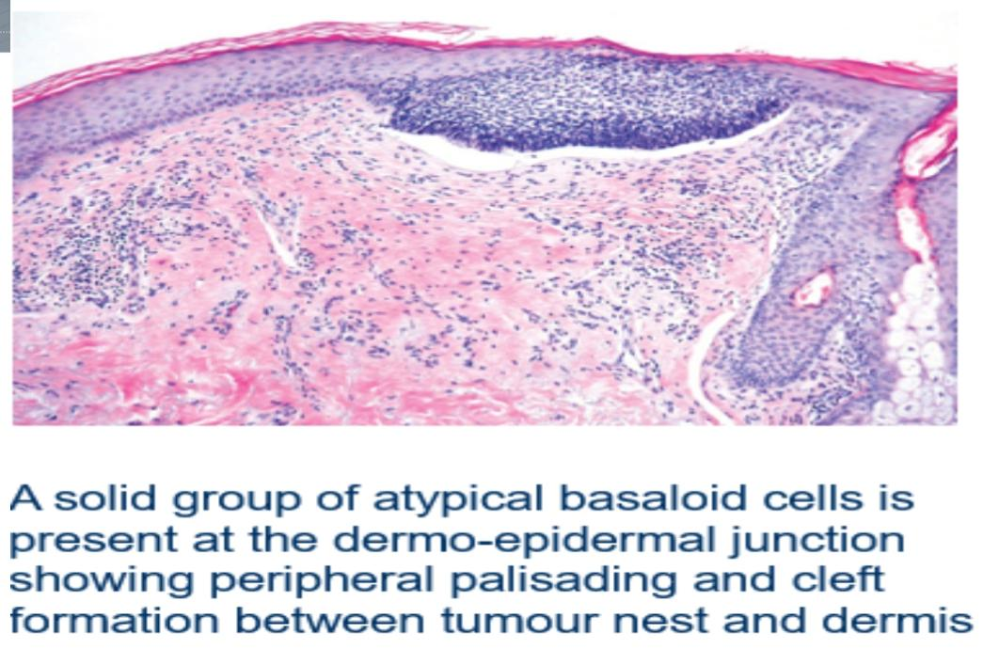 A solid group of atypical basaloid cells is
present at the dermo-epidermal junction
showing peripheral palisading and cleft
formation between tumour nest and dermis